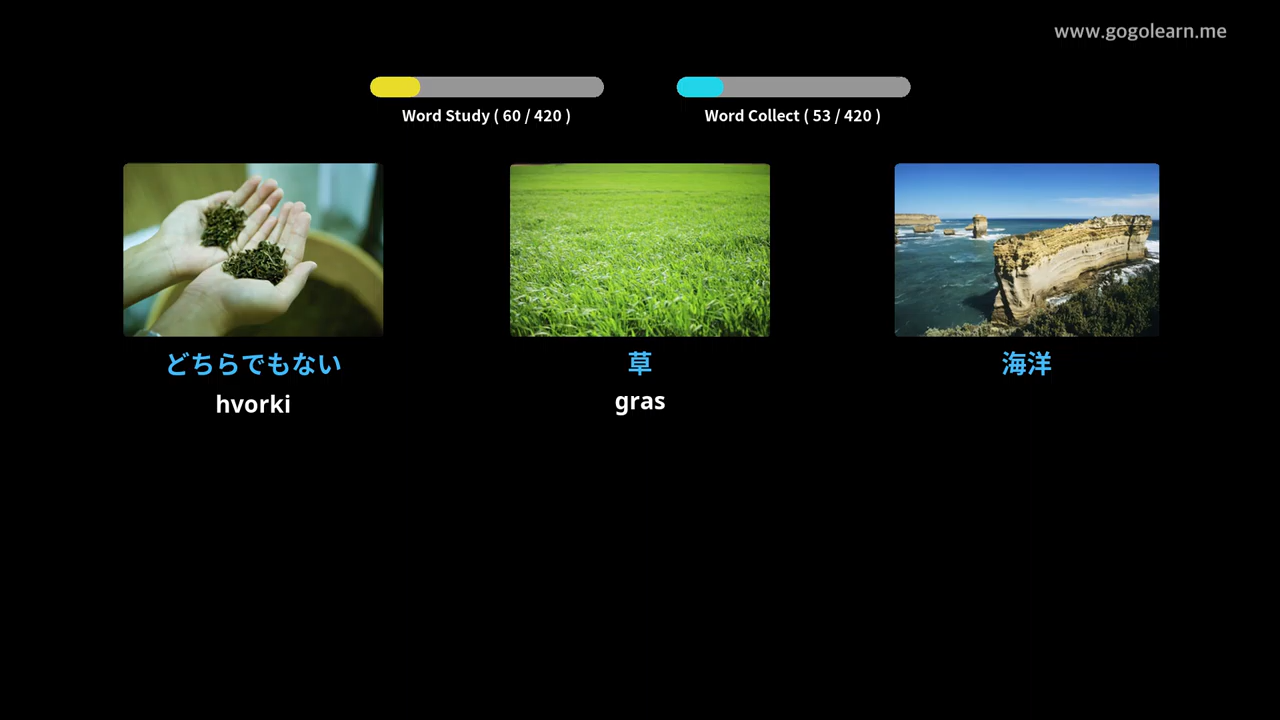 www.gogolearn.me
Word Study ( 60 / 420 )
Word Collect ( 53 / 420 )
どちらでもない
hvorki
草
gras
海洋